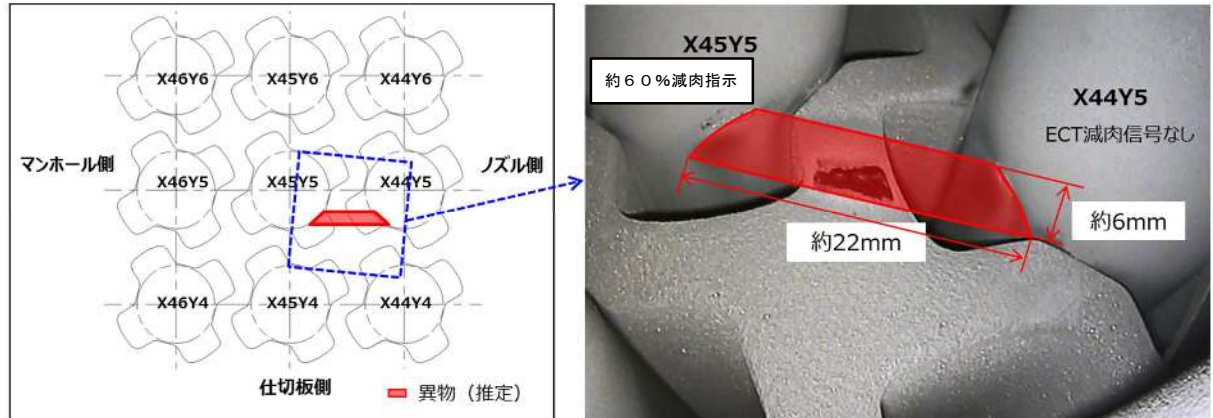 X46Y6
X45Y6
X44Y6
マンホール側
X46Y5
X45Y5
X44Y5
ノズル側
X46Y4
X45Y4
X44Y4
仕切板側
異物（推定）
X45Y5
約６０％減肉指示
X44Y5
ECT減肉信号なし
約22mm
約6mm